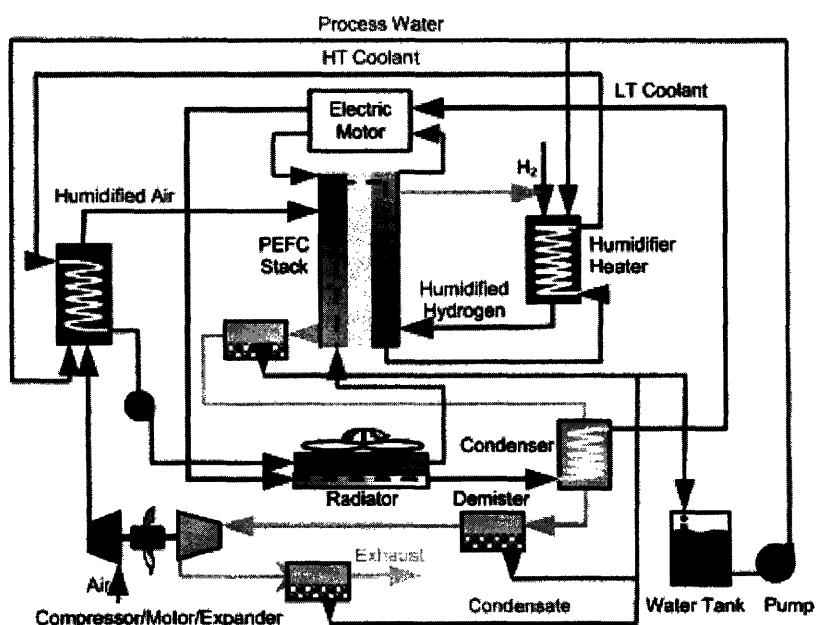 Process Water
HT Coolant
LT Coolant
Electric
Motor
H₂
Humidified Air
PEFC
Stack
Humidifier
Heater
Humidified
Hydrogen
Condenser
Radiator
Demister
Exhaust
Air
Condensate
Water Tank
Pump
Compressor/Motor/Expander